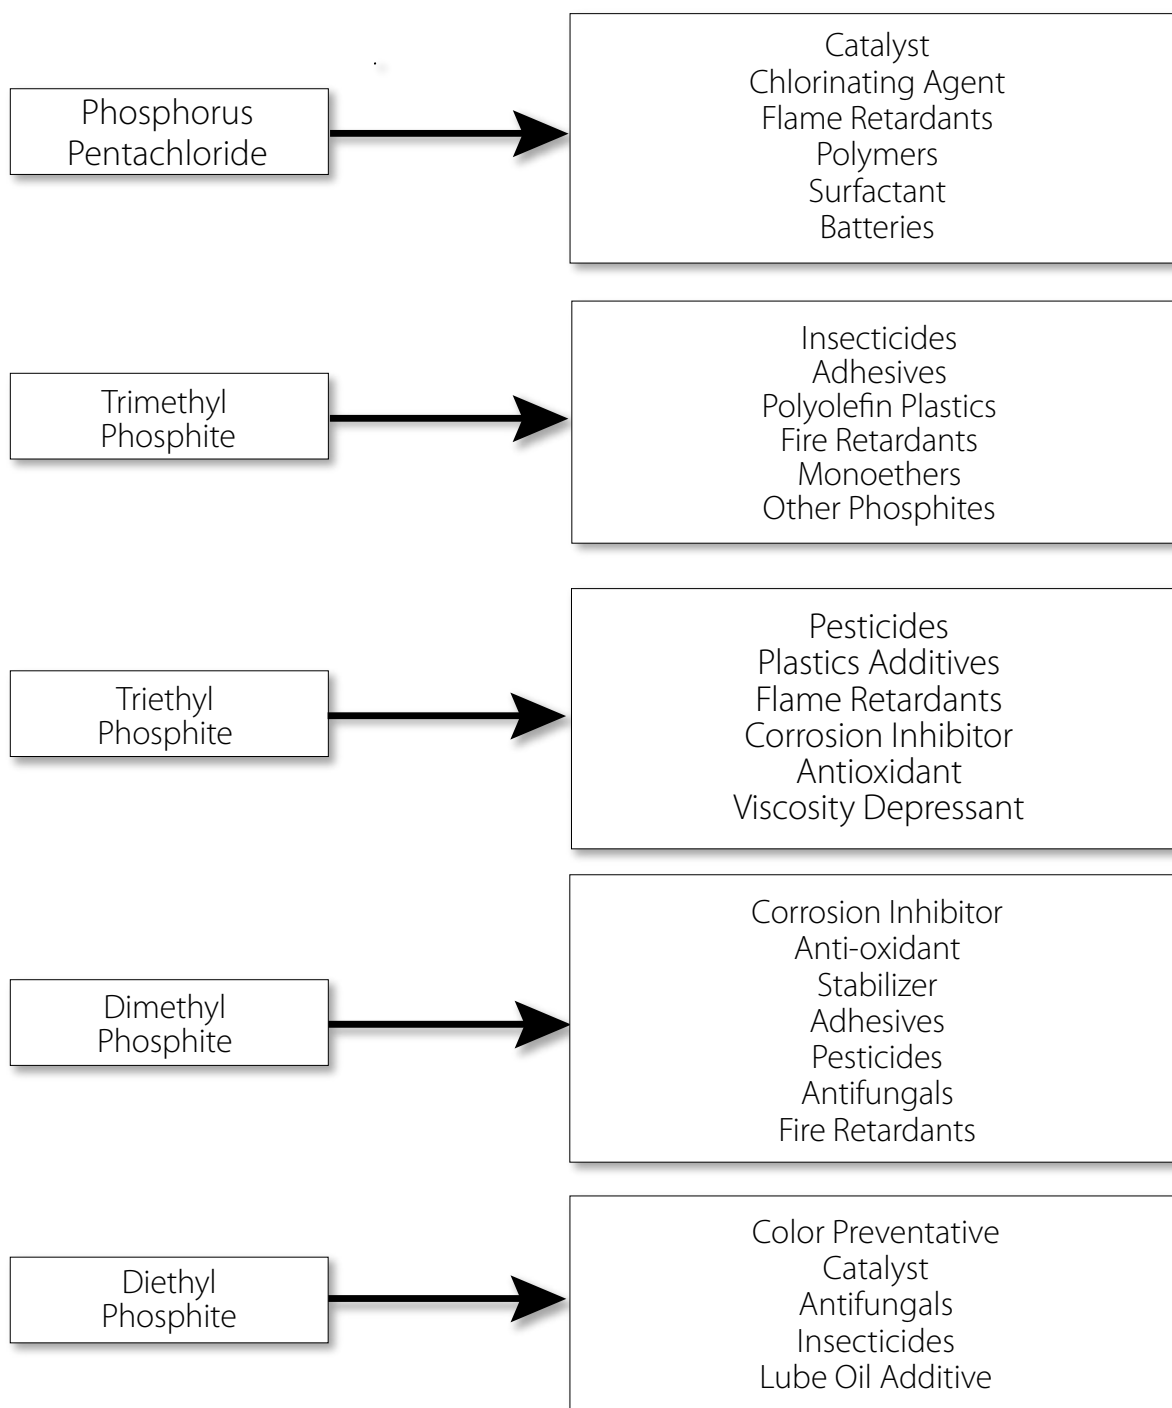 Phosphorus
Pentachloride
Catalyst
Chlorinating Agent
Flame Retardants
Polymers
Surfactant
Batteries
Trimethyl
Phosphite
Insecticides
Adhesives
Polyolefin Plastics
Fire Retardants
Monoethers
Other Phosphites
Triethyl
Phosphite
Pesticides
Plastics Additives
Flame Retardants
Corrosion Inhibitor
Antioxidant
Viscosity Depressant
Dimethyl
Phosphite
Corrosion Inhibitor
Anti-oxidant
Stabilizer
Adhesives
Pesticides
Antifungals
Fire Retardants
Diethyl
Phosphite
Color Preventative
Catalyst
Antifungals
Insecticides
Lube Oil Additive